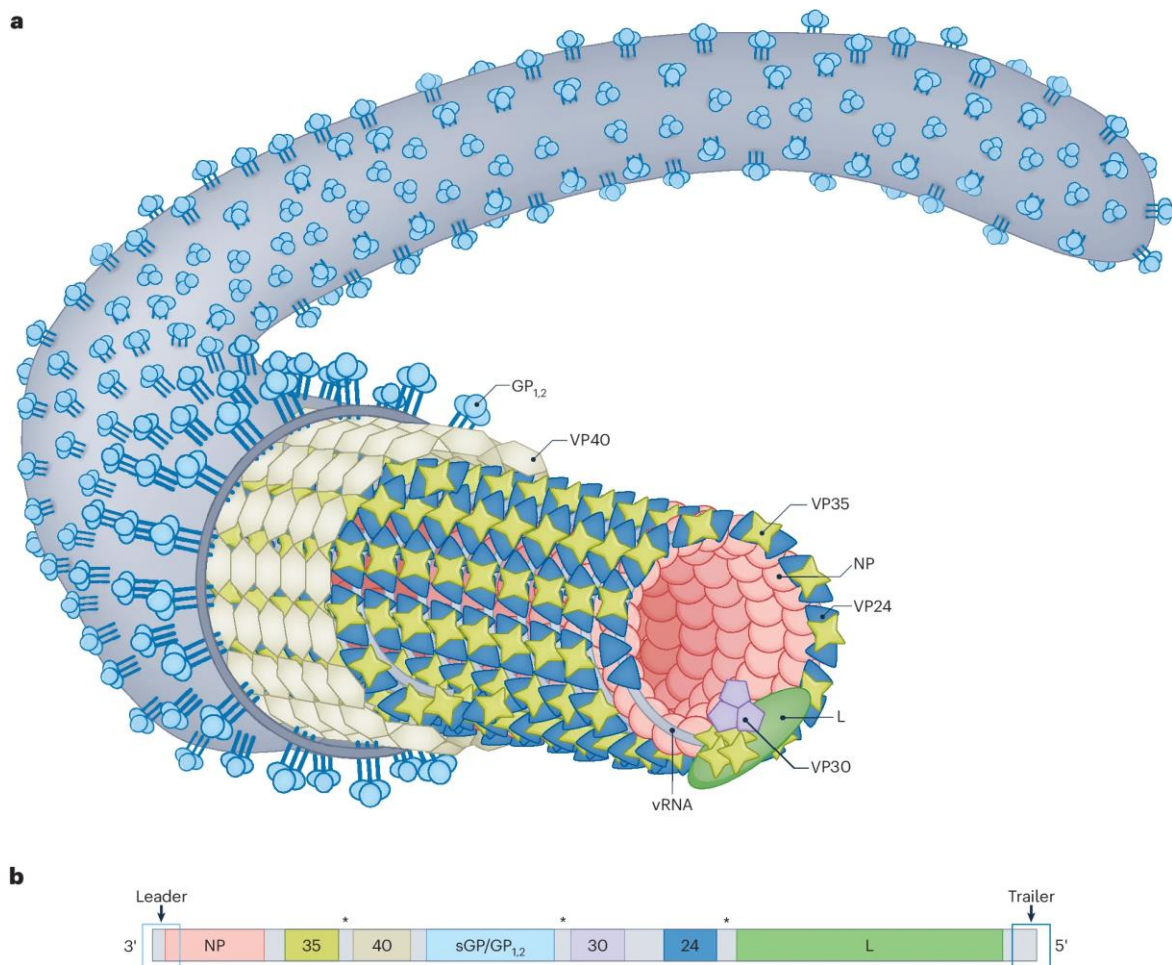 a
GP1,2
VP40
VP35
NP
VP24
L
VP30
vRNA
b
Leader
Trailer
* * *
3' NP 35 40 sGP/GP1,2 30 24 L 5'